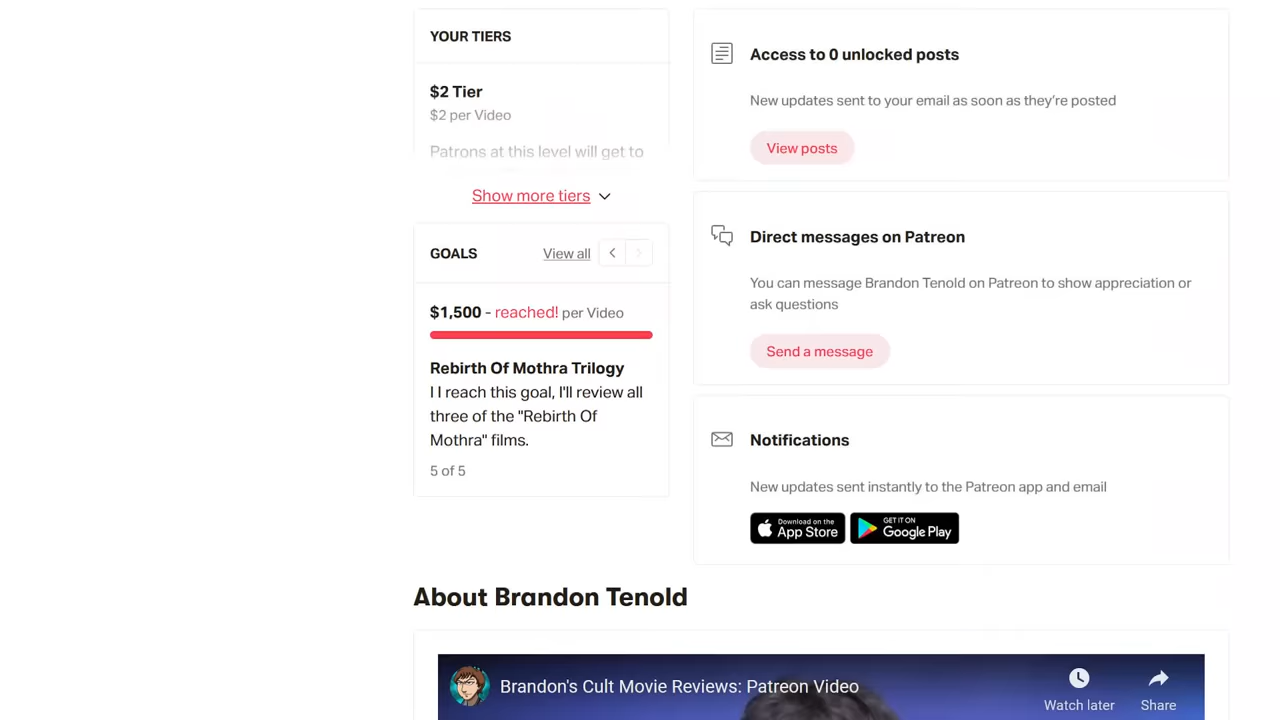 YOUR TIERS
$2 Tier
$2 per Video
Patrons at this level will get to
Show more tiers
GOALS
View all
$1,500 - reached! per Video
Rebirth Of Mothra Trilogy
I I reach this goal, I'll review all
three of the "Rebirth Of
Mothra" films.
5 of 5
Access to 0 unlocked posts
New updates sent to your email as soon as they’re posted
View posts
Direct messages on Patreon
You can message Brandon Tenold on Patreon to show appreciation or
ask questions
Send a message
Notifications
New updates sent instantly to the Patreon app and email
Download on the
App Store
GET IT ON
Google Play
About Brandon Tenold
Brandon's Cult Movie Reviews: Patreon Video
Watch later
Share